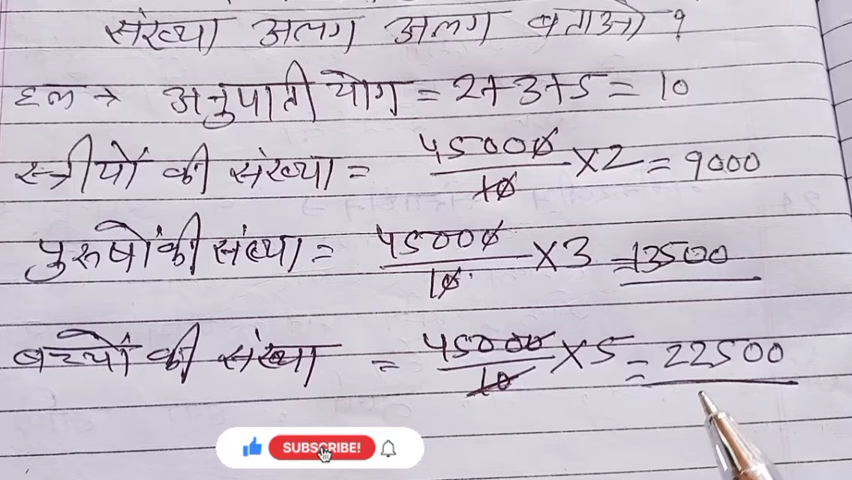 संख्या अलग अलग बताओ ?
हल → अनुपाती योग = 2+3+5 = 10
स्त्रीयों की संख्या = 45000/10 ×2 = 9000
पुरूषों की संख्या = 45000/10 ×3 = 13500
बच्चों की संख्या = 45000/10 ×5 = 22500
SUBSCRIBE!